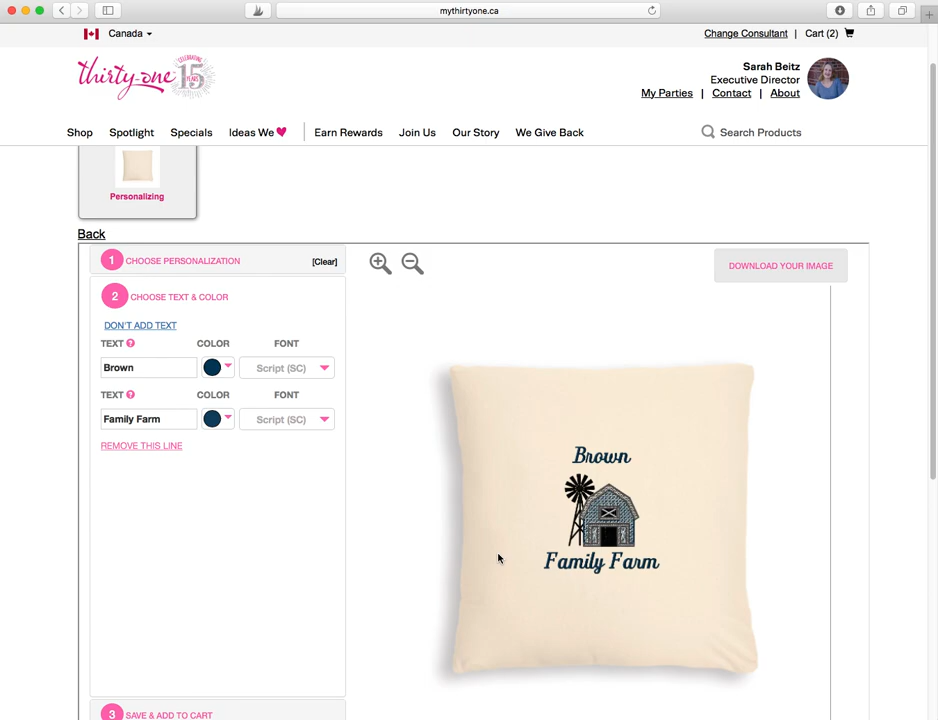 mythirtyone.ca
Canada
Change Consultant | Cart (2)
thirty-one
CELEBRATING
15
YEARS
Sarah Beitz
Executive Director
My Parties | Contact | About
Shop Spotlight Specials Ideas We Earn Rewards Join Us Our Story We Give Back Search Products
Personalizing
Back
1 CHOOSE PERSONALIZATION [Clear]
DOWNLOAD YOUR IMAGE
2 CHOOSE TEXT & COLOR
DON'T ADD TEXT
TEXT ? COLOR FONT
Brown Script (SC)
TEXT ? COLOR FONT
Family Farm Script (SC)
REMOVE THIS LINE
Brown
Family Farm
3 SAVE & ADD TO CART